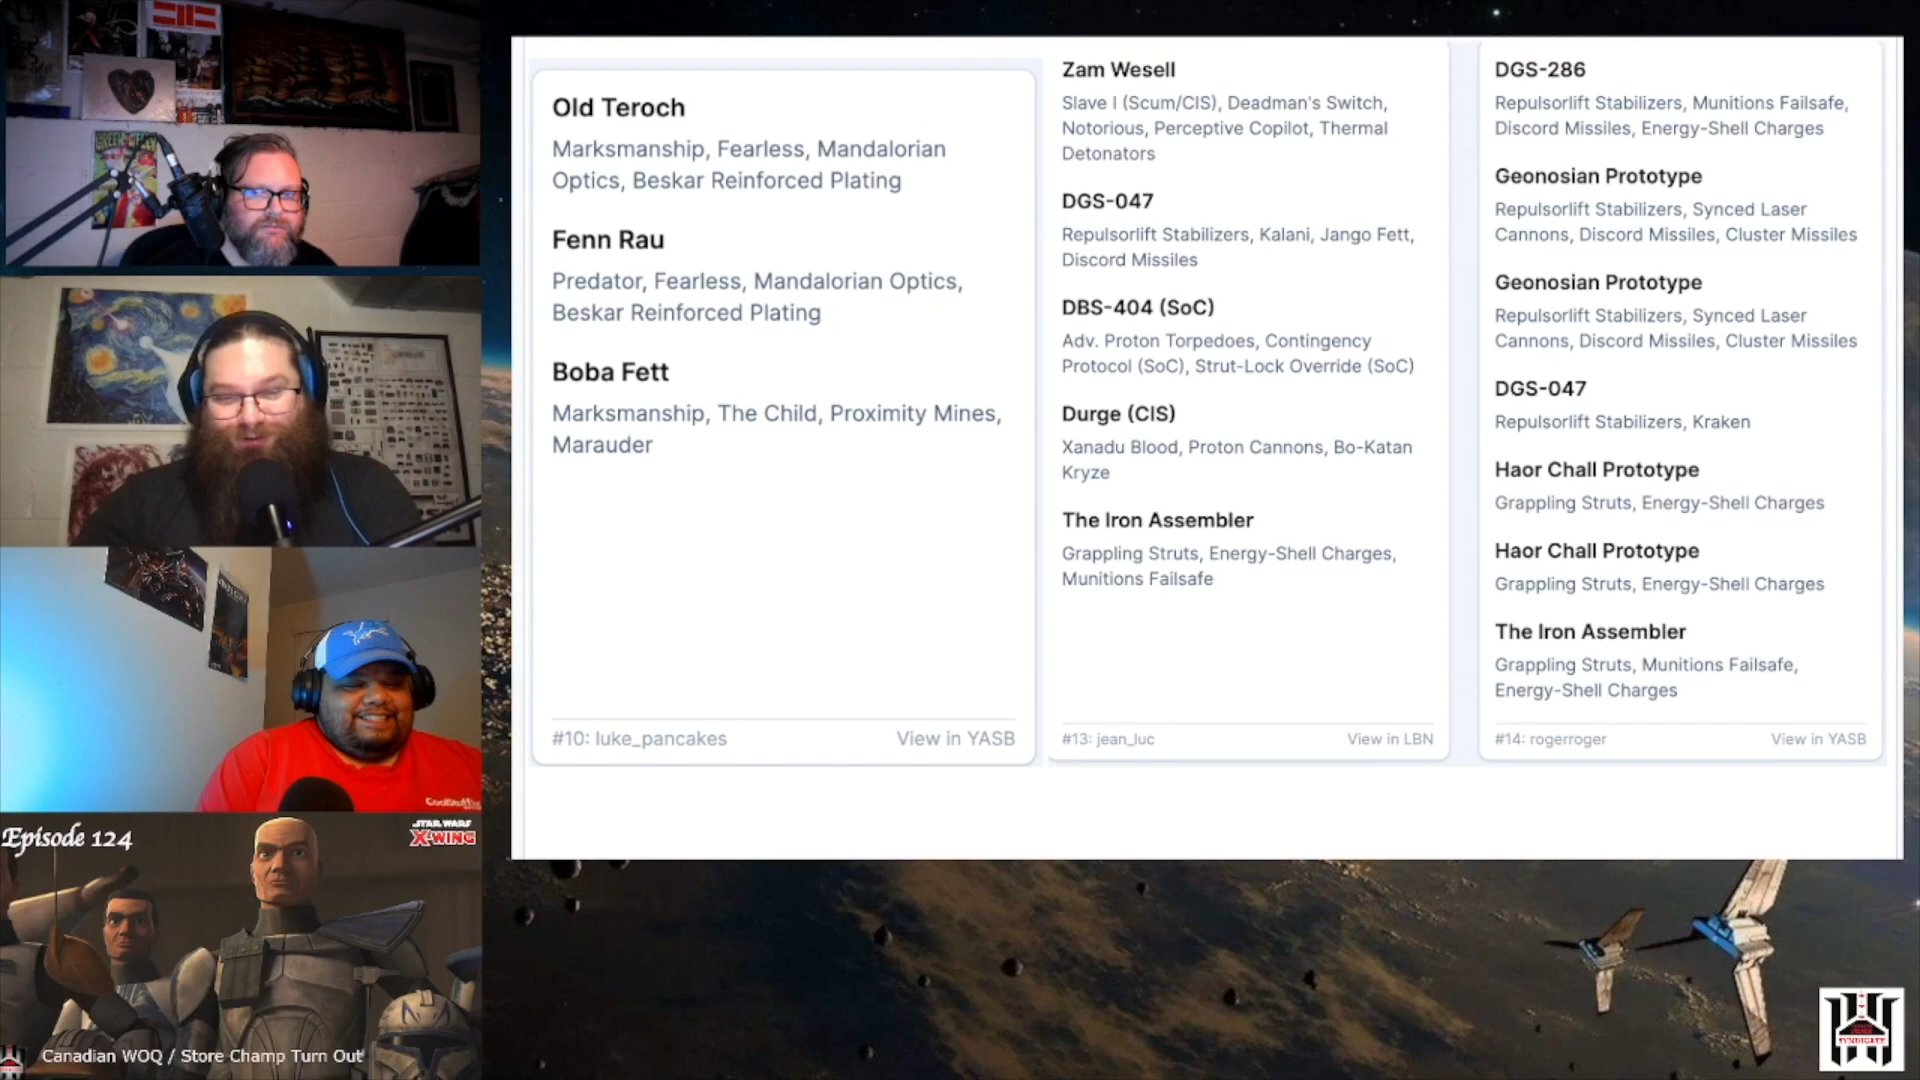 Old Teroch
Marksmanship, Fearless, Mandalorian
Optics, Beskar Reinforced Plating
Fenn Rau
Predator, Fearless, Mandalorian Optics,
Beskar Reinforced Plating
Boba Fett
Marksmanship, The Child, Proximity Mines,
Marauder
#10: luke_pancakes
View in YASB
Zam Wesell
Slave I (Scum/CIS), Deadman's Switch,
Notorious, Perceptive Copilot, Thermal
Detonators
DGS-047
Repulsorlift Stabilizers, Kalani, Jango Fett,
Discord Missiles
DBS-404 (SoC)
Adv. Proton Torpedoes, Contingency
Protocol (SoC), Strut-Lock Override (SoC)
Durge (CIS)
Xanadu Blood, Proton Cannons, Bo-Katan
Kryze
The Iron Assembler
Grappling Struts, Energy-Shell Charges,
Munitions Failsafe
#13: jean_luc
View in LBN
DGS-286
Repulsorlift Stabilizers, Munitions Failsafe,
Discord Missiles, Energy-Shell Charges
Geonosian Prototype
Repulsorlift Stabilizers, Synced Laser
Cannons, Discord Missiles, Cluster Missiles
Geonosian Prototype
Repulsorlift Stabilizers, Synced Laser
Cannons, Discord Missiles, Cluster Missiles
DGS-047
Repulsorlift Stabilizers, Kraken
Haor Chall Prototype
Grappling Struts, Energy-Shell Charges
Haor Chall Prototype
Grappling Struts, Energy-Shell Charges
The Iron Assembler
Grappling Struts, Munitions Failsafe,
Energy-Shell Charges
#14: rogerroger
View in YASB
Episode 124
STAR WARS
X-WING
Canadian WOQ / Store Champ Turn Out
SYNDICATE